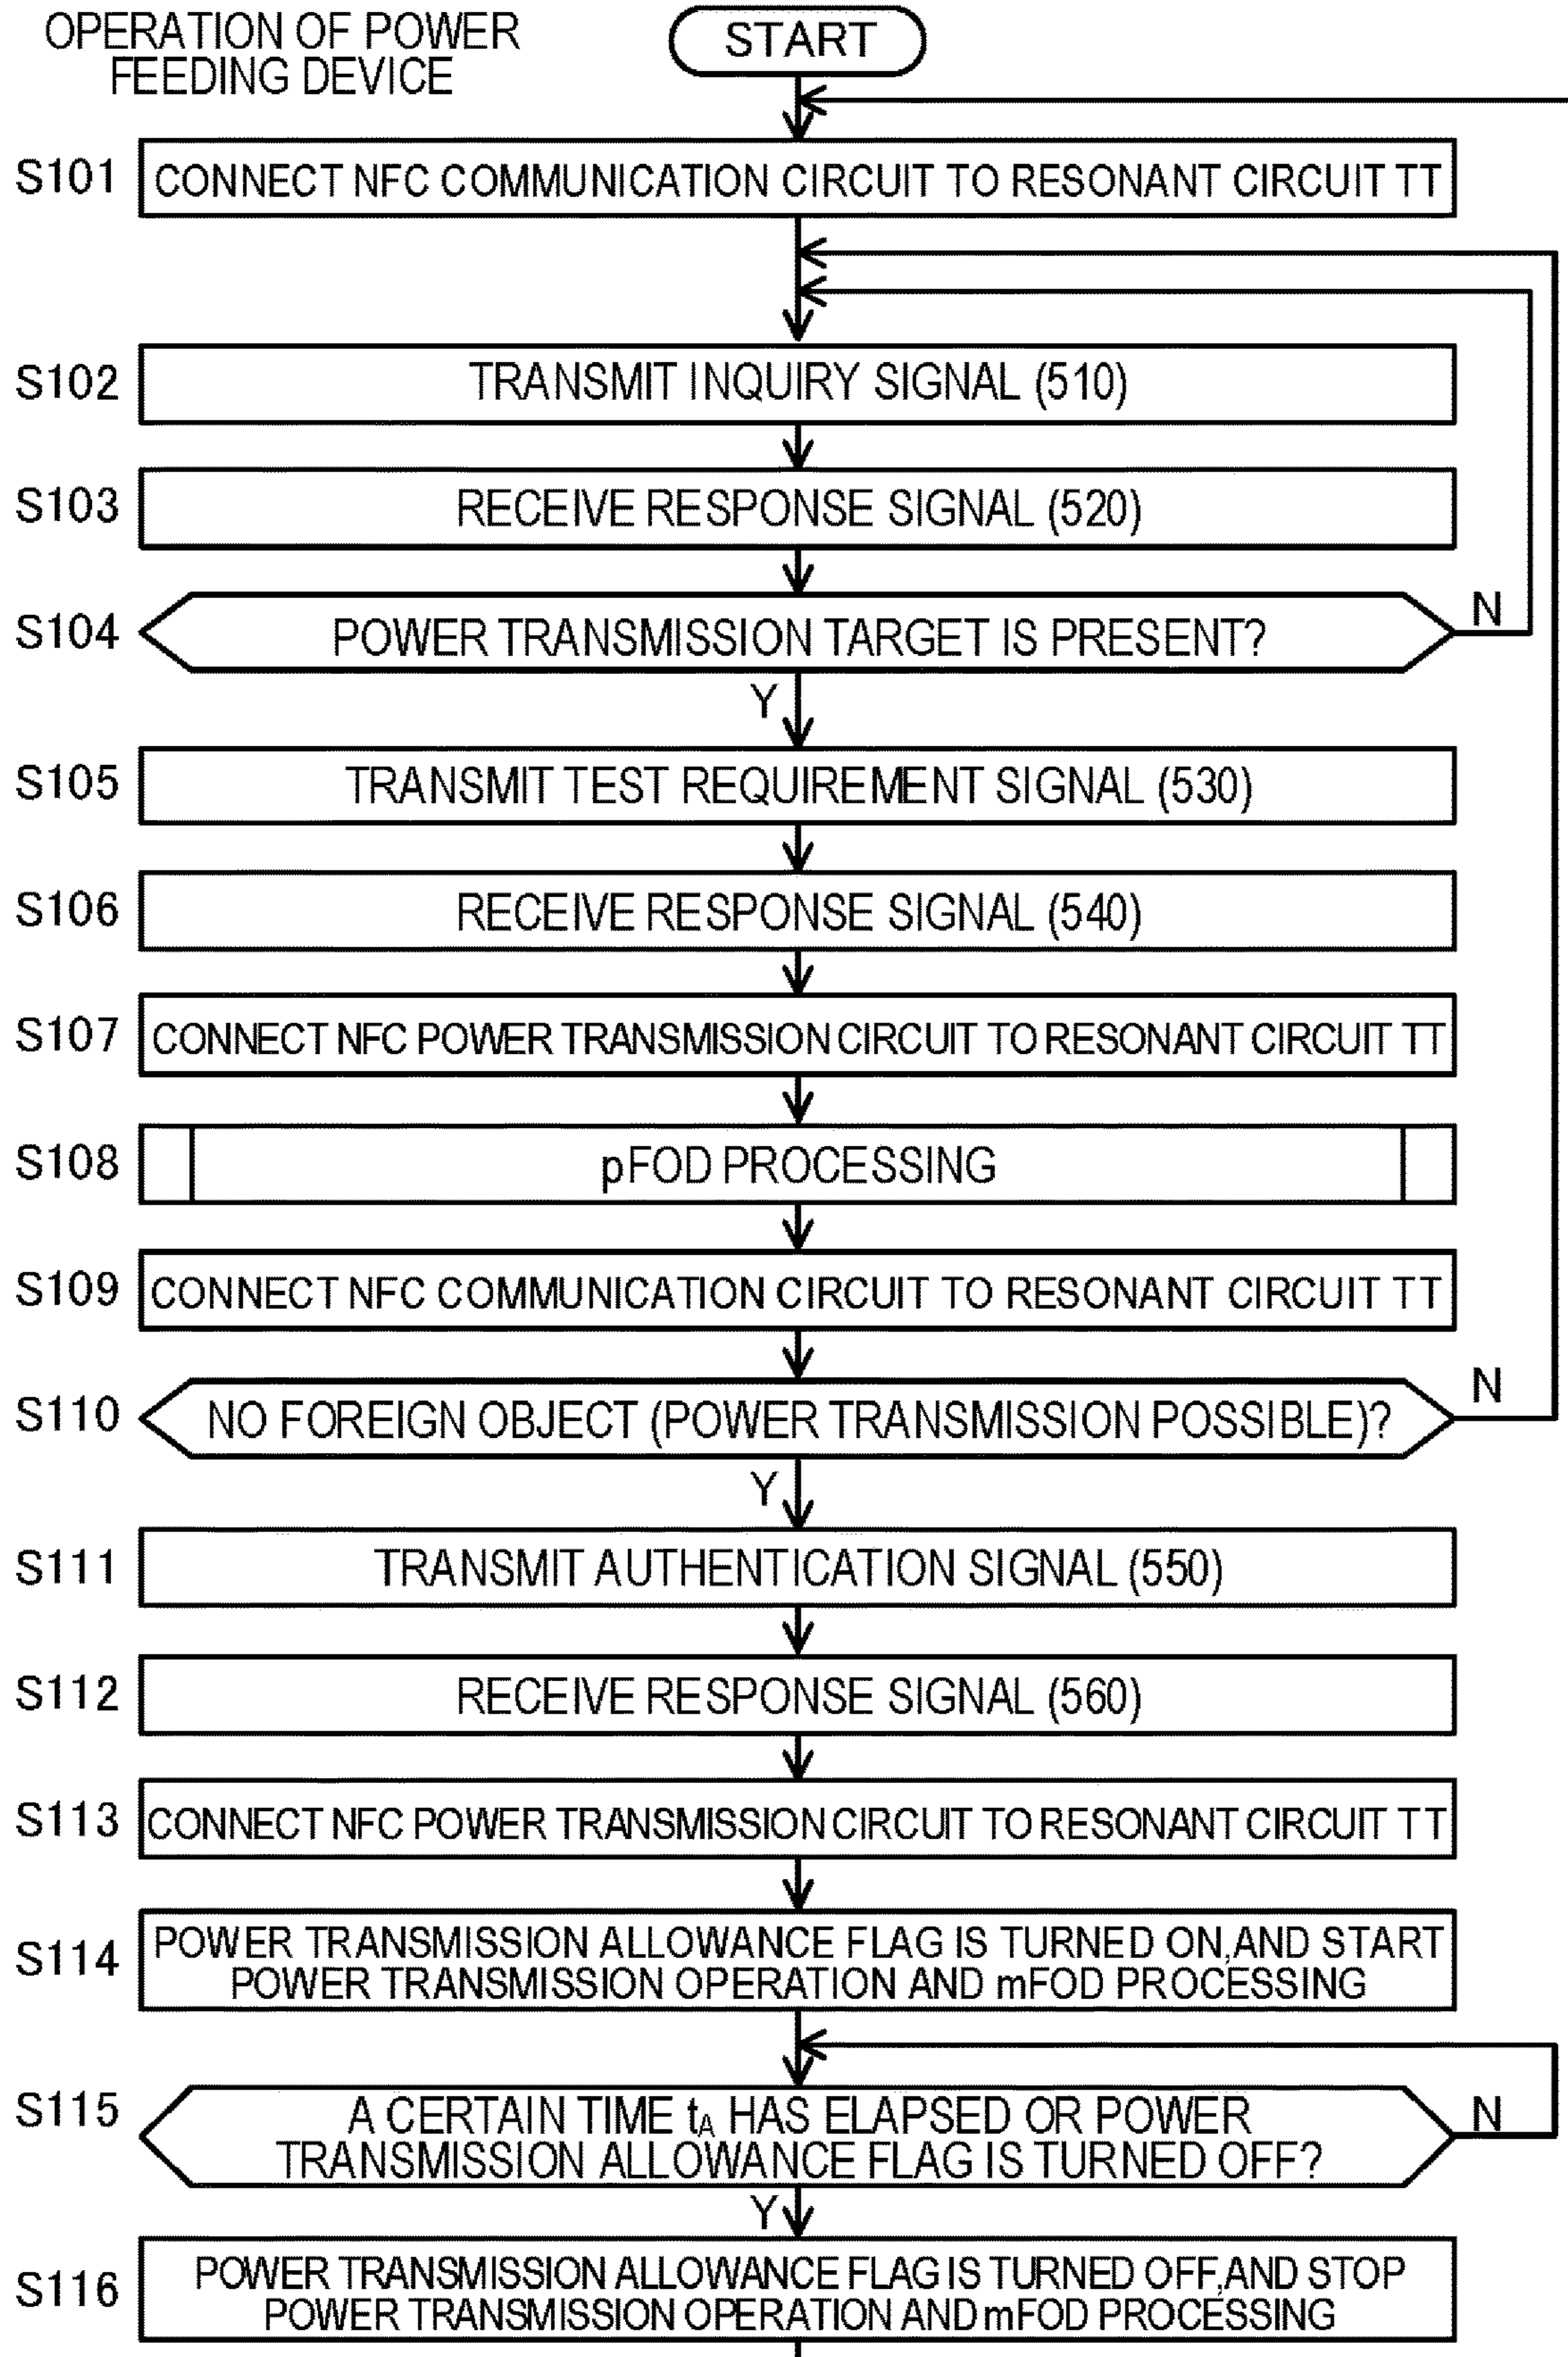 OPERATION OF POWER
FEEDING DEVICE
START
S101 CONNECT NFC COMMUNICATION CIRCUIT TO RESONANT CIRCUIT TT
S102 TRANSMIT INQUIRY SIGNAL (510)
S103 RECEIVE RESPONSE SIGNAL (520)
S104 POWER TRANSMISSION TARGET IS PRESENT? N
Y
S105 TRANSMIT TEST REQUIREMENT SIGNAL (530)
S106 RECEIVE RESPONSE SIGNAL (540)
S107 CONNECT NFC POWER TRANSMISSION CIRCUIT TO RESONANT CIRCUIT TT
S108 pFOD PROCESSING
S109 CONNECT NFC COMMUNICATION CIRCUIT TO RESONANT CIRCUIT TT
S110 NO FOREIGN OBJECT (POWER TRANSMISSION POSSIBLE)? N
Y
S111 TRANSMIT AUTHENTICATION SIGNAL (550)
S112 RECEIVE RESPONSE SIGNAL (560)
S113 CONNECT NFC POWER TRANSMISSION CIRCUIT TO RESONANT CIRCUIT TT
S114 POWER TRANSMISSION ALLOWANCE FLAG IS TURNED ON,AND START
POWER TRANSMISSION OPERATION AND mFOD PROCESSING
S115 A CERTAIN TIME tA HAS ELAPSED OR POWER N
TRANSMISSION ALLOWANCE FLAG IS TURNED OFF?
Y
S116 POWER TRANSMISSION ALLOWANCE FLAG IS TURNED OFF,AND STOP
POWER TRANSMISSION OPERATION AND mFOD PROCESSING